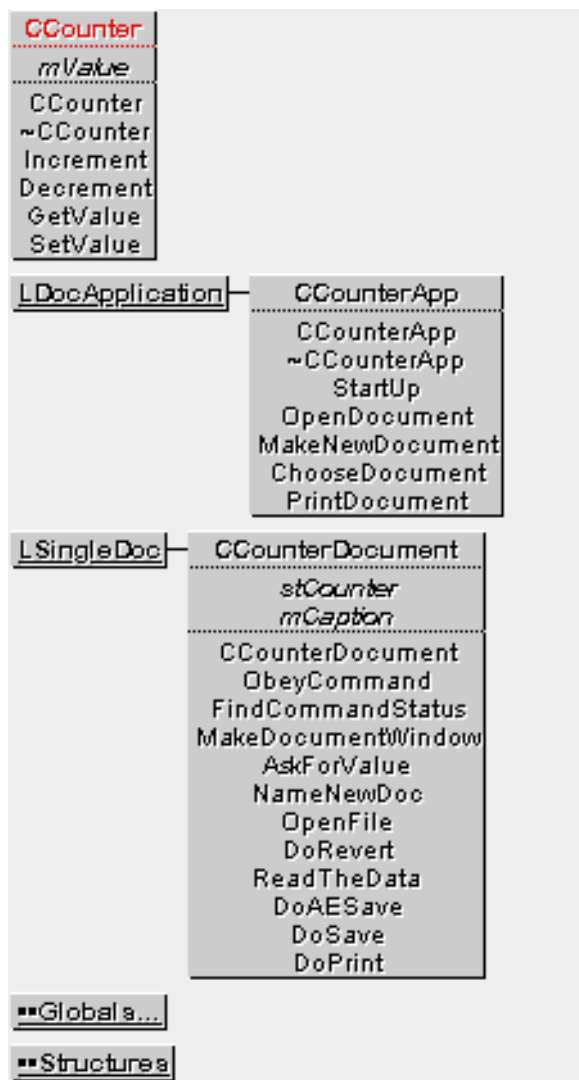 CCounter
mValue
CCounter
~CCounter
Increment
Decrement
GetValue
SetValue
LDocApplication
CCounterApp
CCounterApp
~CCounterApp
StartUp
OpenDocument
MakeNewDocument
ChooseDocument
PrintDocument
LSingleDoc
CCounterDocument
stCounter
mCaption
CCounterDocument
ObeyCommand
FindCommandStatus
MakeDocumentWindow
AskForValue
NameNewDoc
OpenFile
DoRevert
ReadTheData
DoAESave
DoSave
DoPrint
▪▪Globals...
▪▪Structures